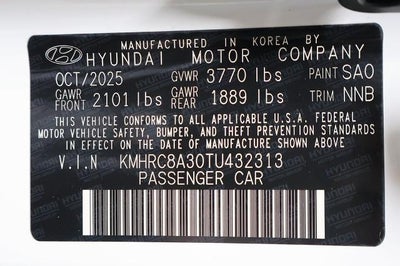 MANUFACTURED IN KOREA BY
HYUNDAI MOTOR COMPANY
OCT/2025 GVWR 3770 lbs PAINT SAO
GAWR FRONT 2101 lbs GAWR REAR 1889 lbs TRIM NNB
THIS VEHICLE CONFORMS TO ALL APPLICABLE U.S.A. FEDERAL
MOTOR VEHICLE SAFETY, BUMPER, AND THEFT PREVENTION STANDARDS
IN EFFECT ON THE DATE OF MANUFACTURE SHOWN ABOVE
V.I.N KMHRC8A30TU432313
PASSENGER CAR